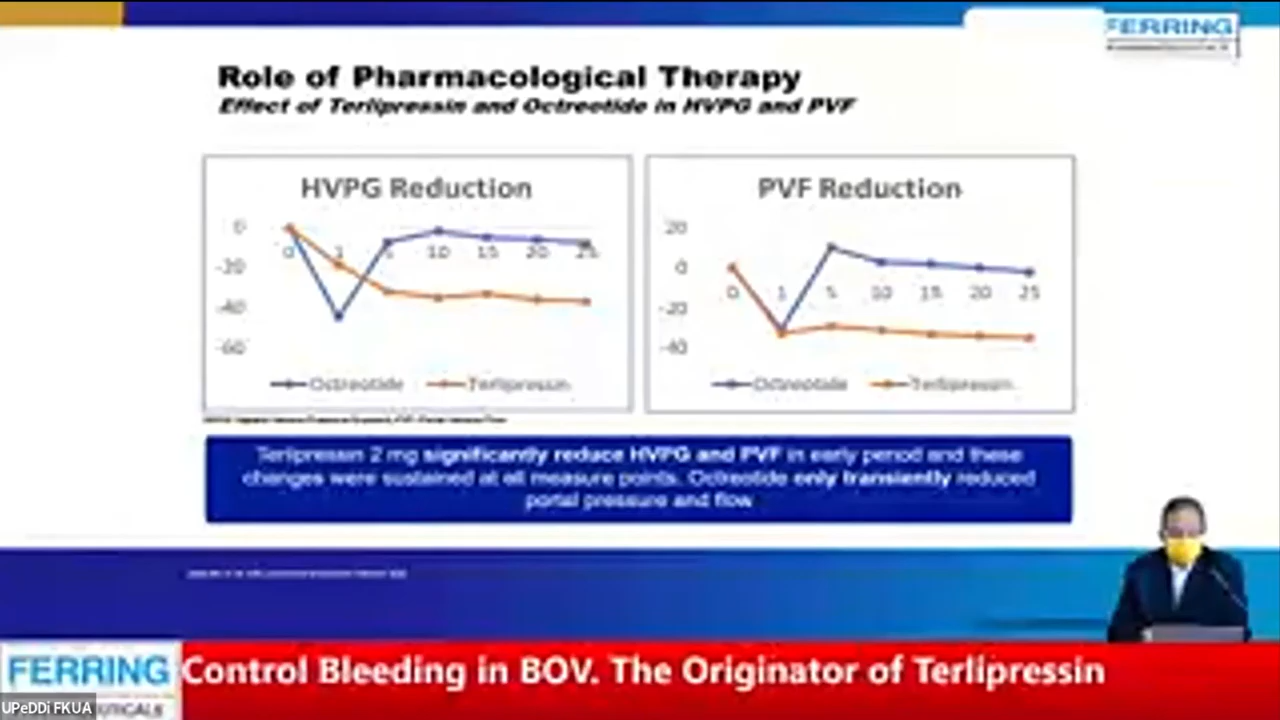 FERRING
Role of Pharmacological Therapy
Effect of Terlipressin and Octreotide in HVPG and PVF
HVPG Reduction
0
-20
-40
-60
0 1 5 10 15 20 25
Octreotide Terlipressin
PVF Reduction
20
0
-20
-40
0 1 5 10 15 20 25
Octreotide Terlipressin
Terlipressin 2 mg significantly reduce HVPG and PVF in early period and these
changes were sustained at all measure points. Octreotide only transiently reduced
portal pressure and flow
FERRING
Control Bleeding in BOV. The Originator of Terlipressin
UPeDDi FKUA